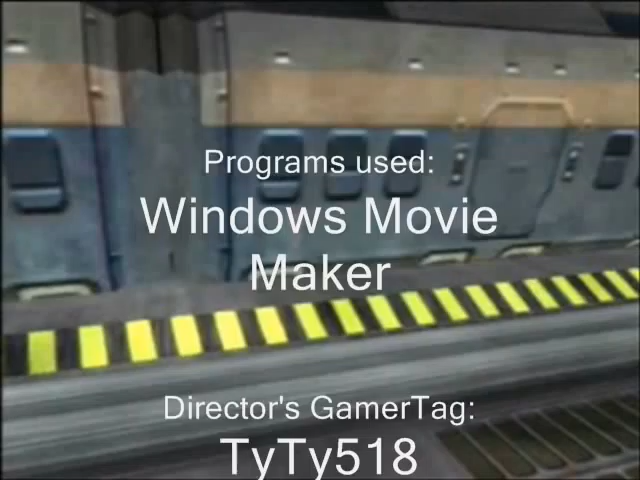 Programs used:
Windows Movie
Maker
Director's GamerTag:
TyTy518